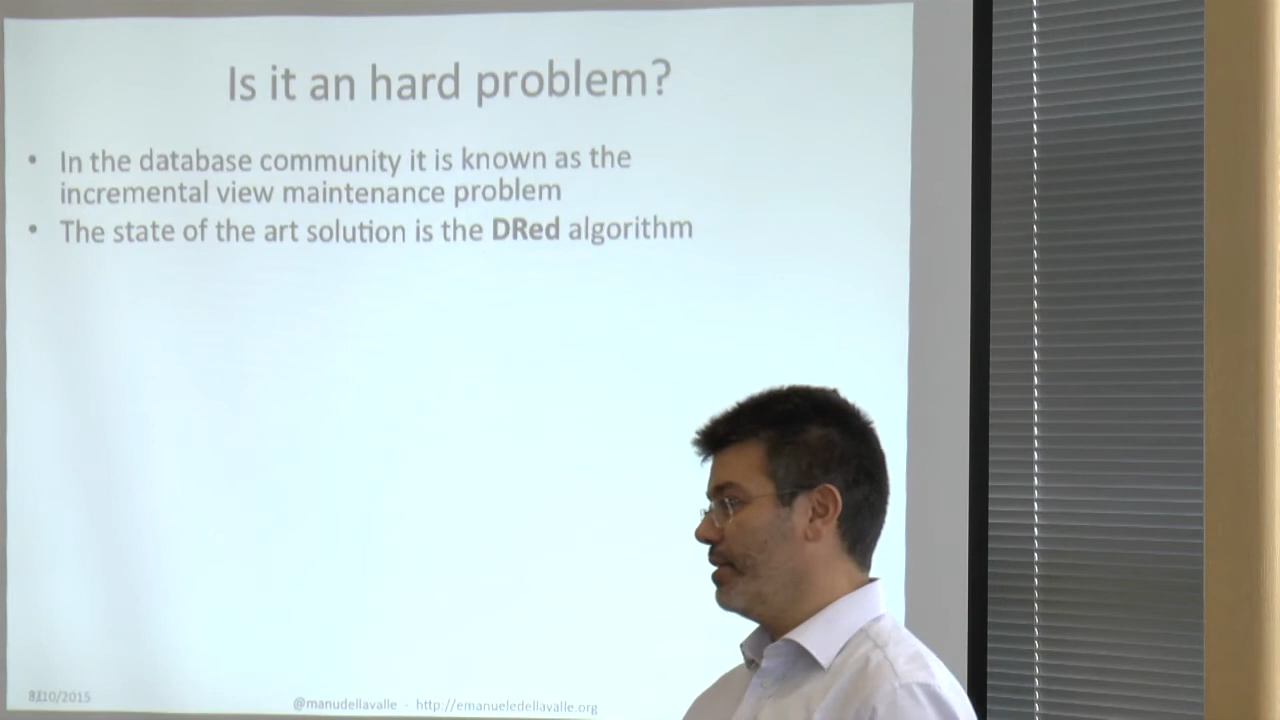 Is it an hard problem?
• In the database community it is known as the
incremental view maintenance problem
• The state of the art solution is the DRed algorithm
@manudellavalle - http://emanueledellavalle.org